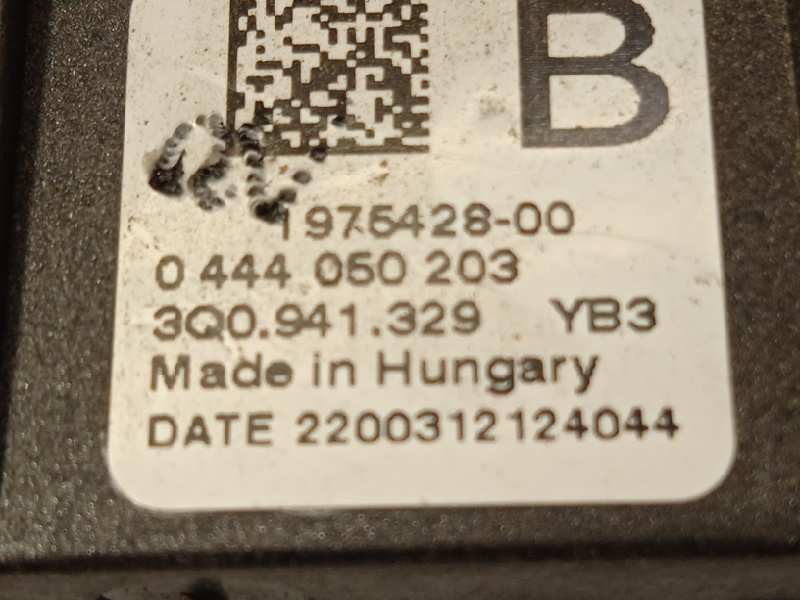 B
1975428-00
0 444 050 203
3Q0.941.329 YB3
Made in Hungary
DATE 2200312124044